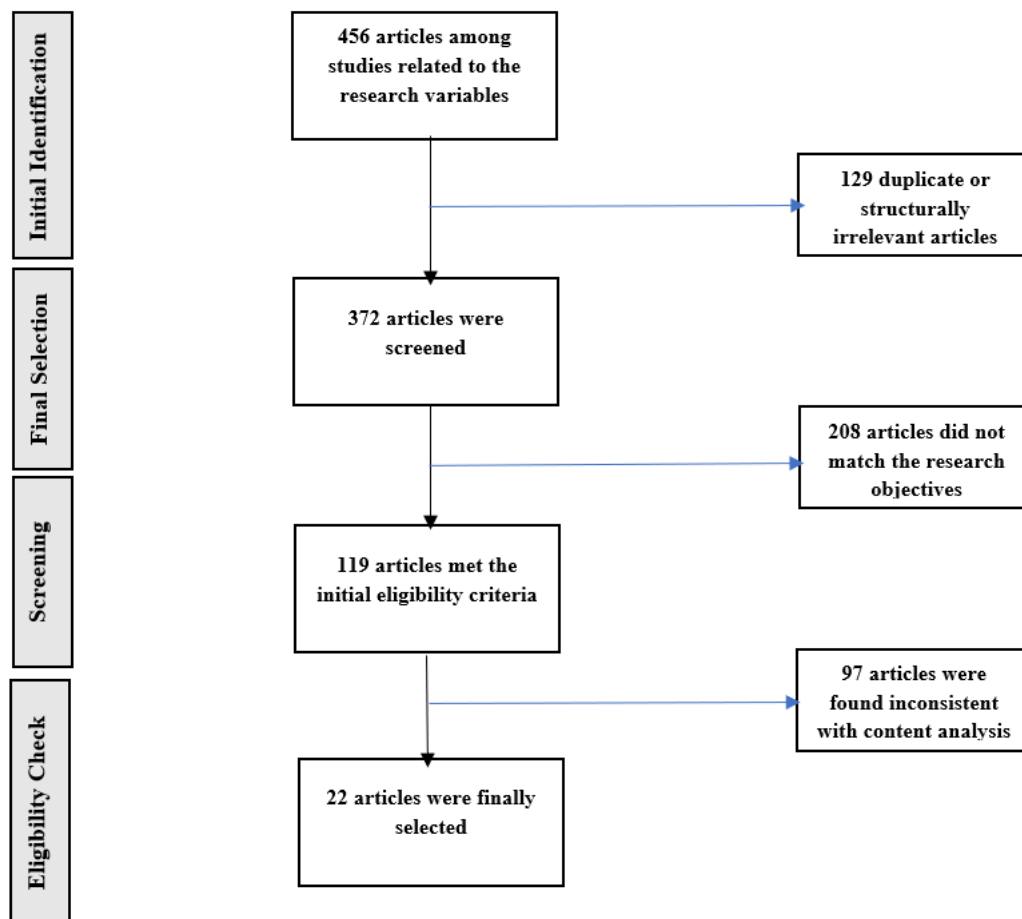 Initial Identification
456 articles among
studies related to the
research variables
129 duplicate or
structurally
irrelevant articles
Final Selection
372 articles were
screened
208 articles did not
match the research
objectives
Screening
119 articles met the
initial eligibility criteria
97 articles were
found inconsistent
with content analysis
Eligibility Check
22 articles were finally
selected